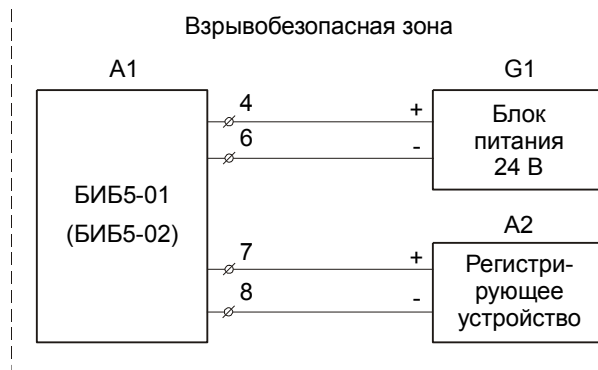 Взрывобезопасная зона
A1
G1
4
+
Блок
питания
24 В
6
-
БИБ5-01
(БИБ5-02)
A2
7
+
Регистри-
рующее
устройство
8
-